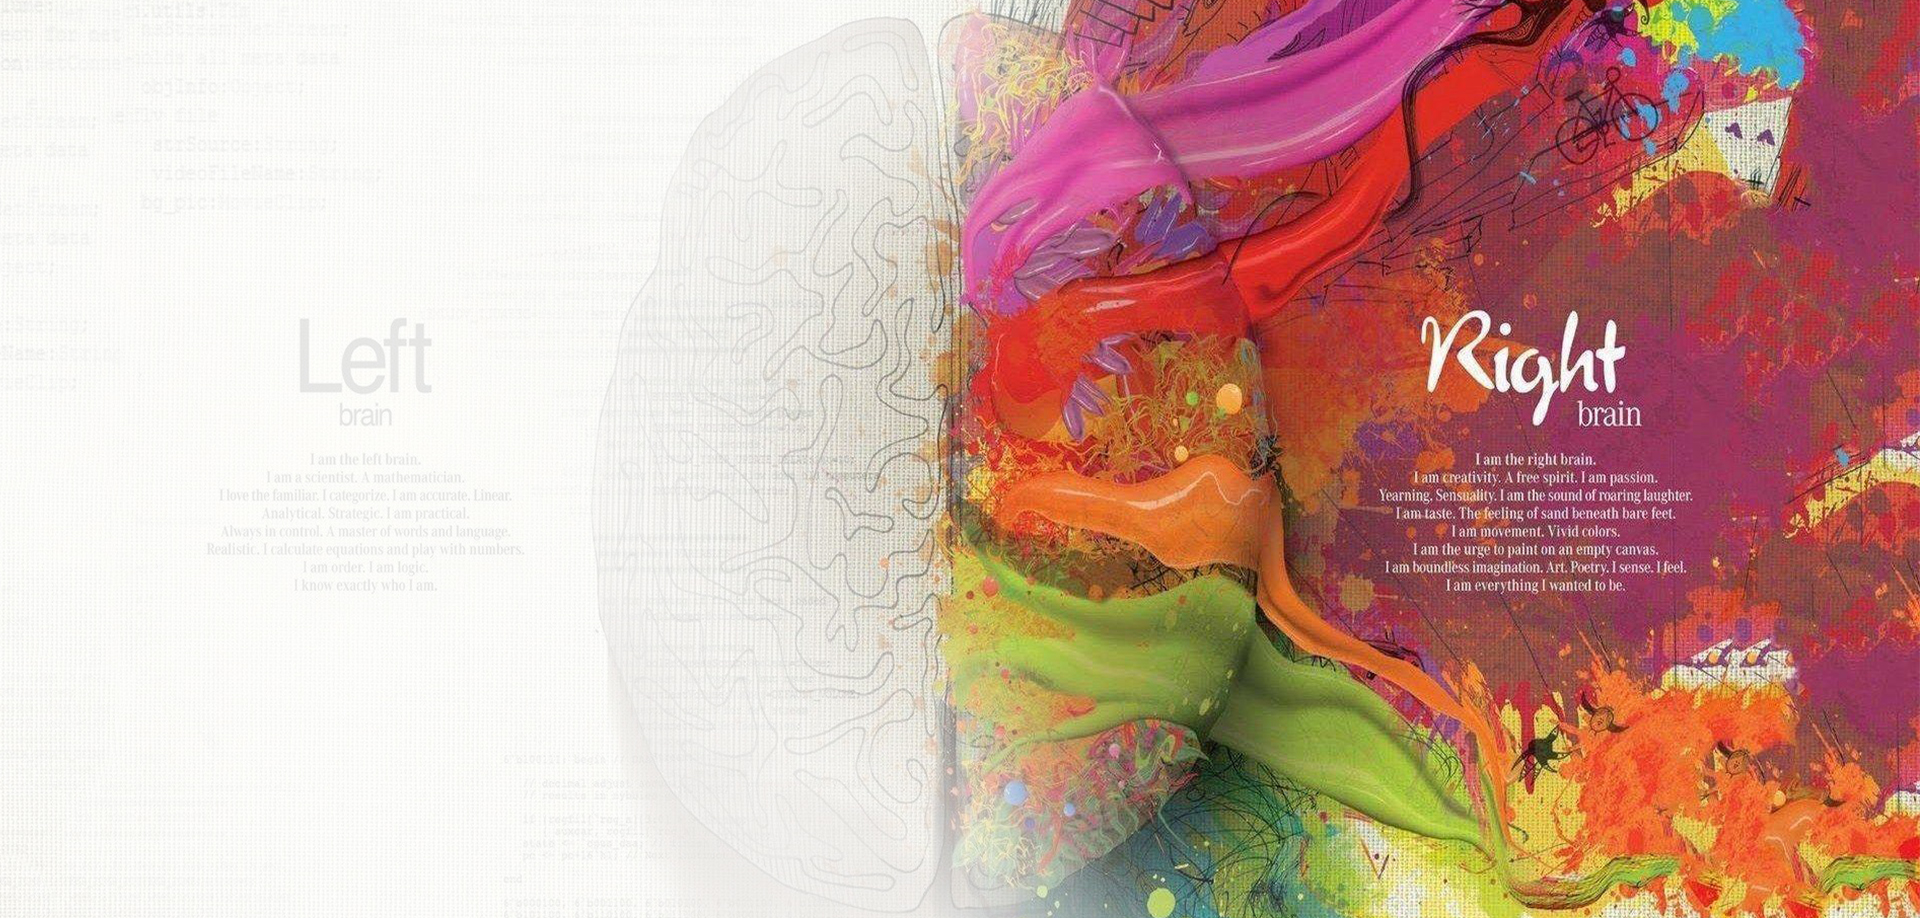 objInfo:Object;
videoFileName:String;
Left
brain
I am the left brain.
I am a scientist. A mathematician.
I love the familiar. I categorize. I am accurate. Linear.
Analytical. Strategic. I am practical.
Always in control. A master of words and language.
Realistic. I calculate equations and play with numbers.
I am order. I am logic.
I know exactly who I am.
Right
brain
I am the right brain.
I am creativity. A free spirit. I am passion.
Yearning. Sensuality. I am the sound of roaring laughter.
I am taste. The feeling of sand beneath bare feet.
I am movement. Vivid colors.
I am the urge to paint on an empty canvas.
I am boundless imagination. Art. Poetry. I sense. I feel.
I am everything I wanted to be.